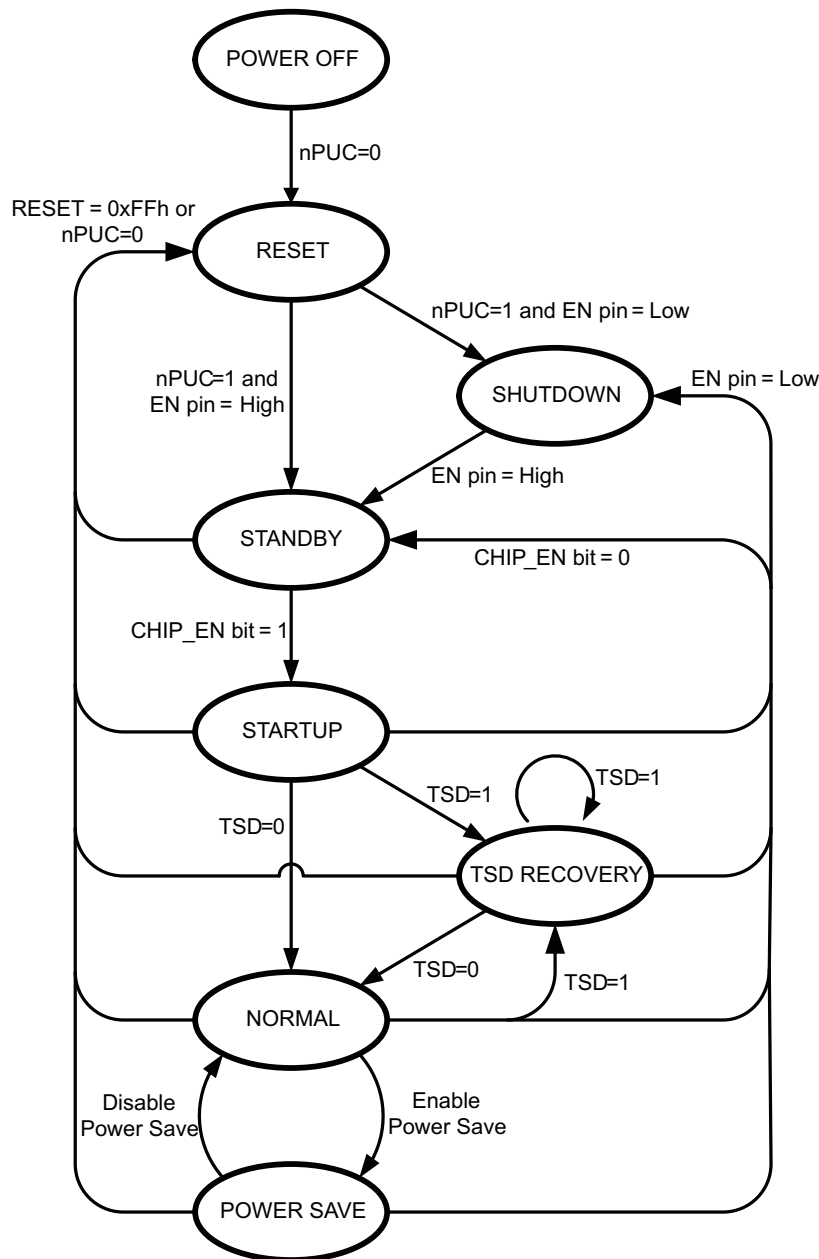 POWER OFF
nPUC=0
RESET = 0xFFh or
nPUC=0
RESET
nPUC=1 and EN pin = Low
nPUC=1 and
EN pin = High
SHUTDOWN
EN pin = Low
EN pin = High
STANDBY
CHIP_EN bit = 0
CHIP_EN bit = 1
STARTUP
TSD=1
TSD=1
TSD=0
TSD RECOVERY
TSD=0
TSD=1
NORMAL
Disable
Power Save
Enable
Power Save
POWER SAVE